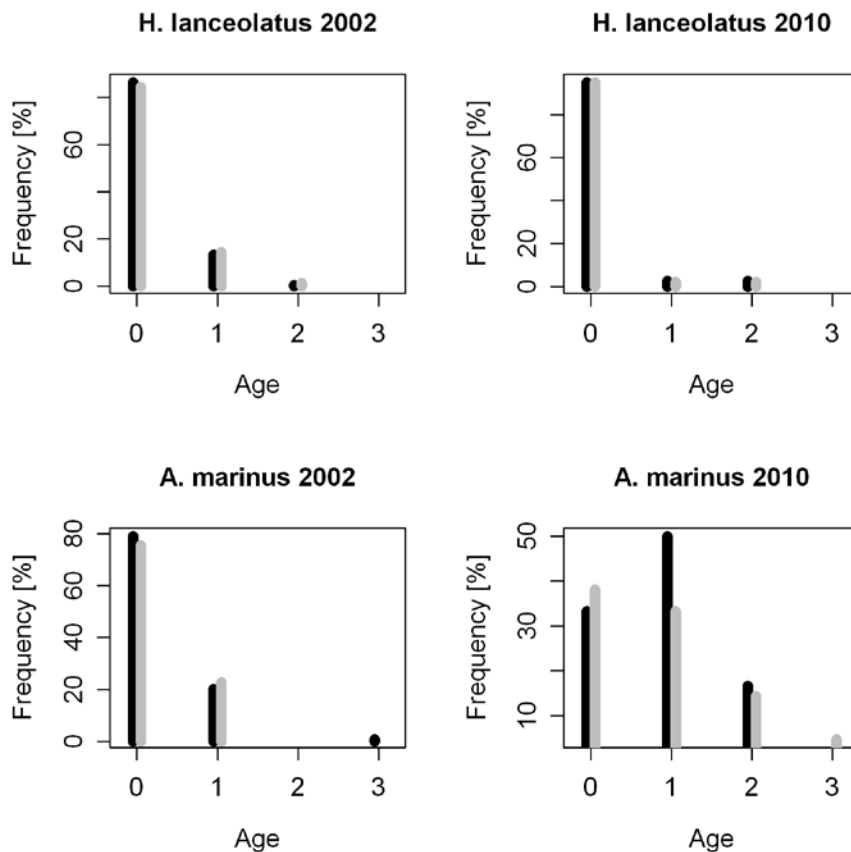 H. lanceolatus 2002
Frequency [%]
60
20
0
0 1 2 3
Age
H. lanceolatus 2010
Frequency [%]
60
20
0
0 1 2 3
Age
A. marinus 2002
Frequency [%]
80
60
40
20
0
0 1 2 3
Age
A. marinus 2010
Frequency [%]
50
30
10
0 1 2 3
Age